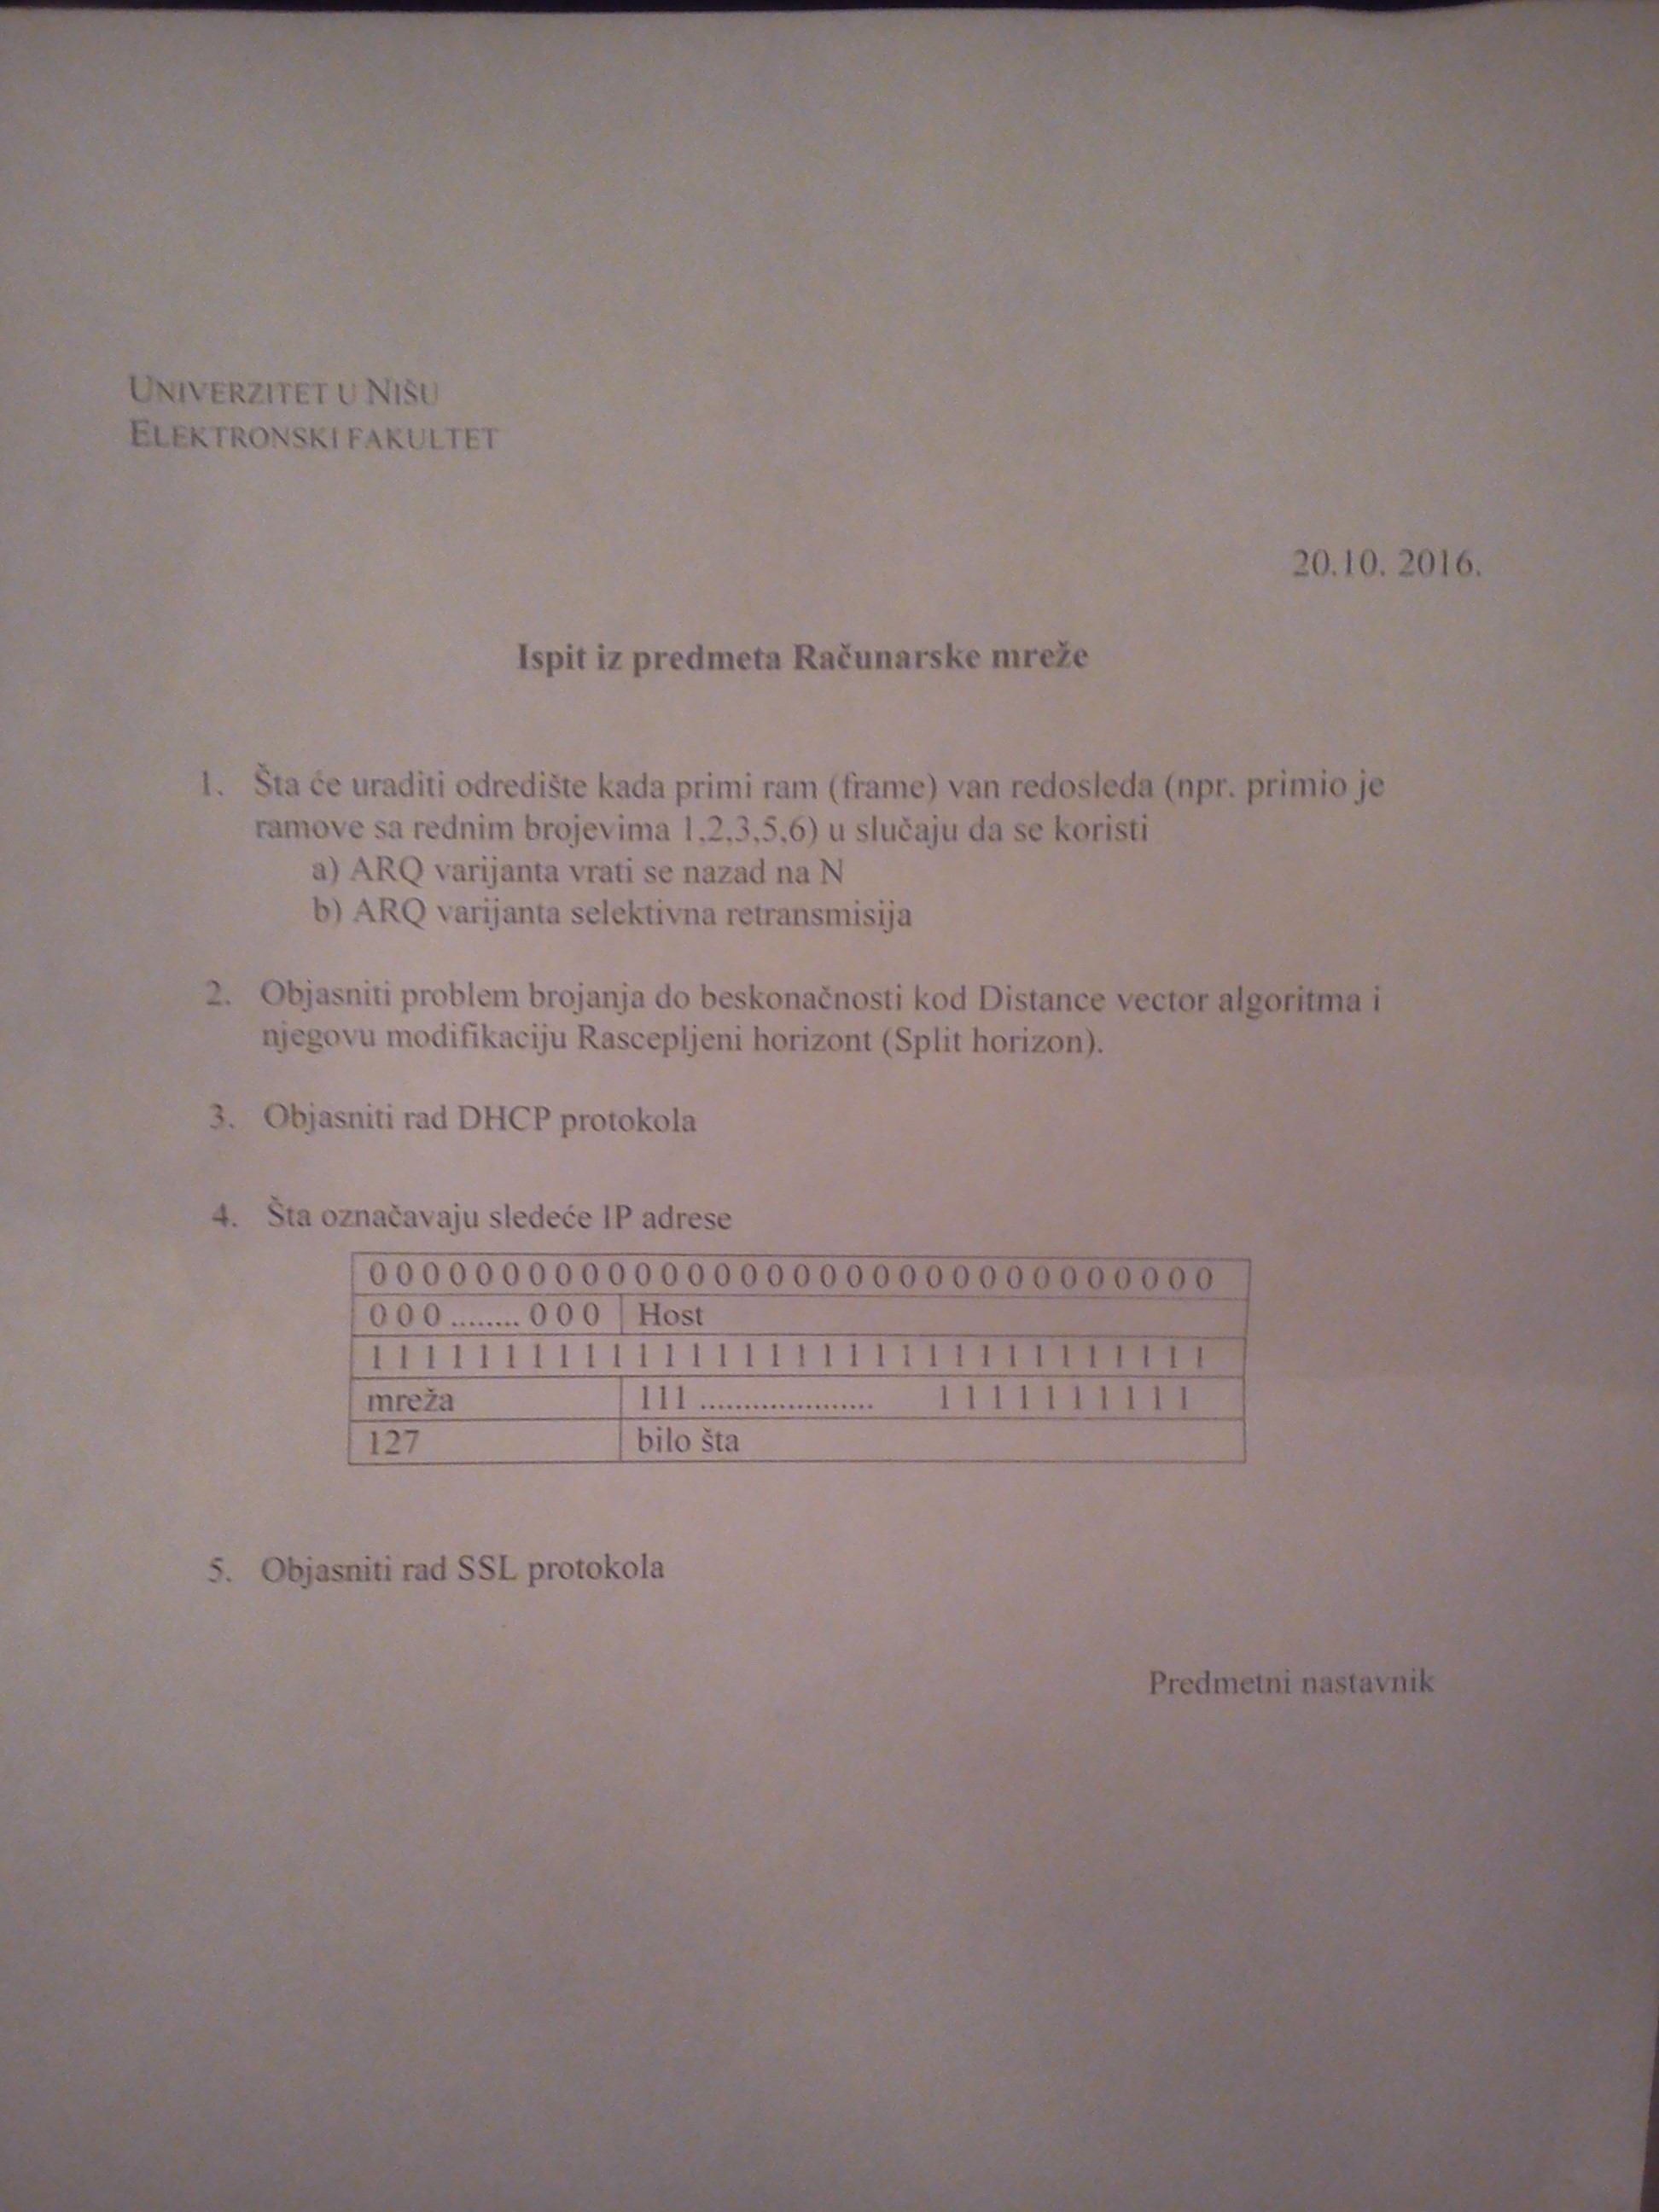 UNIVERZITET U NIŠU
ELEKTRONSKI FAKULTET
20.10. 2016.
Ispit iz predmeta Računarske mreže
1. Šta će uraditi odredište kada primi ram (frame) van redosleda (npr. primio je
ramove sa rednim brojevima 1,2,3,5,6) u slučaju da se koristi
a) ARQ varijanta vrati se nazad na N
b) ARQ varijanta selektivna retransmisija
2. Objasniti problem brojanja do beskonačnosti kod Distance vector algoritma i
njegovu modifikaciju Rascepljeni horizont (Split horizon).
3. Objasniti rad DHCP protokola
4. Šta označavaju sledeće IP adrese
0 0 0 0 0 0 0 0 0 0 0 0 0 0 0 0 0 0 0 0 0 0 0 0 0 0 0 0 0 0 0 0
0 0 0 ........ 0 0 0 Host
1 1 1 1 1 1 1 1 1 1 1 1 1 1 1 1 1 1 1 1 1 1 1 1 1 1 1 1 1 1 1 1
mreža 111 ..................... 1 1 1 1 1 1 1 1 1 1
127 bilo šta
5. Objasniti rad SSL protokola
Predmetni nastavnik